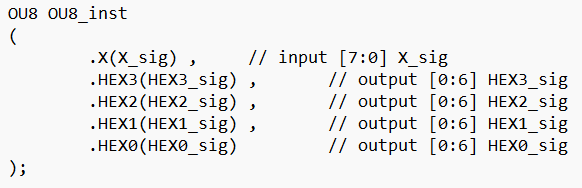 OU8 OU8_inst
(
.X(X_sig) , // input [7:0] X_sig
.HEX3(HEX3_sig) , // output [0:6] HEX3_sig
.HEX2(HEX2_sig) , // output [0:6] HEX2_sig
.HEX1(HEX1_sig) , // output [0:6] HEX1_sig
.HEX0(HEX0_sig) // output [0:6] HEX0_sig
);